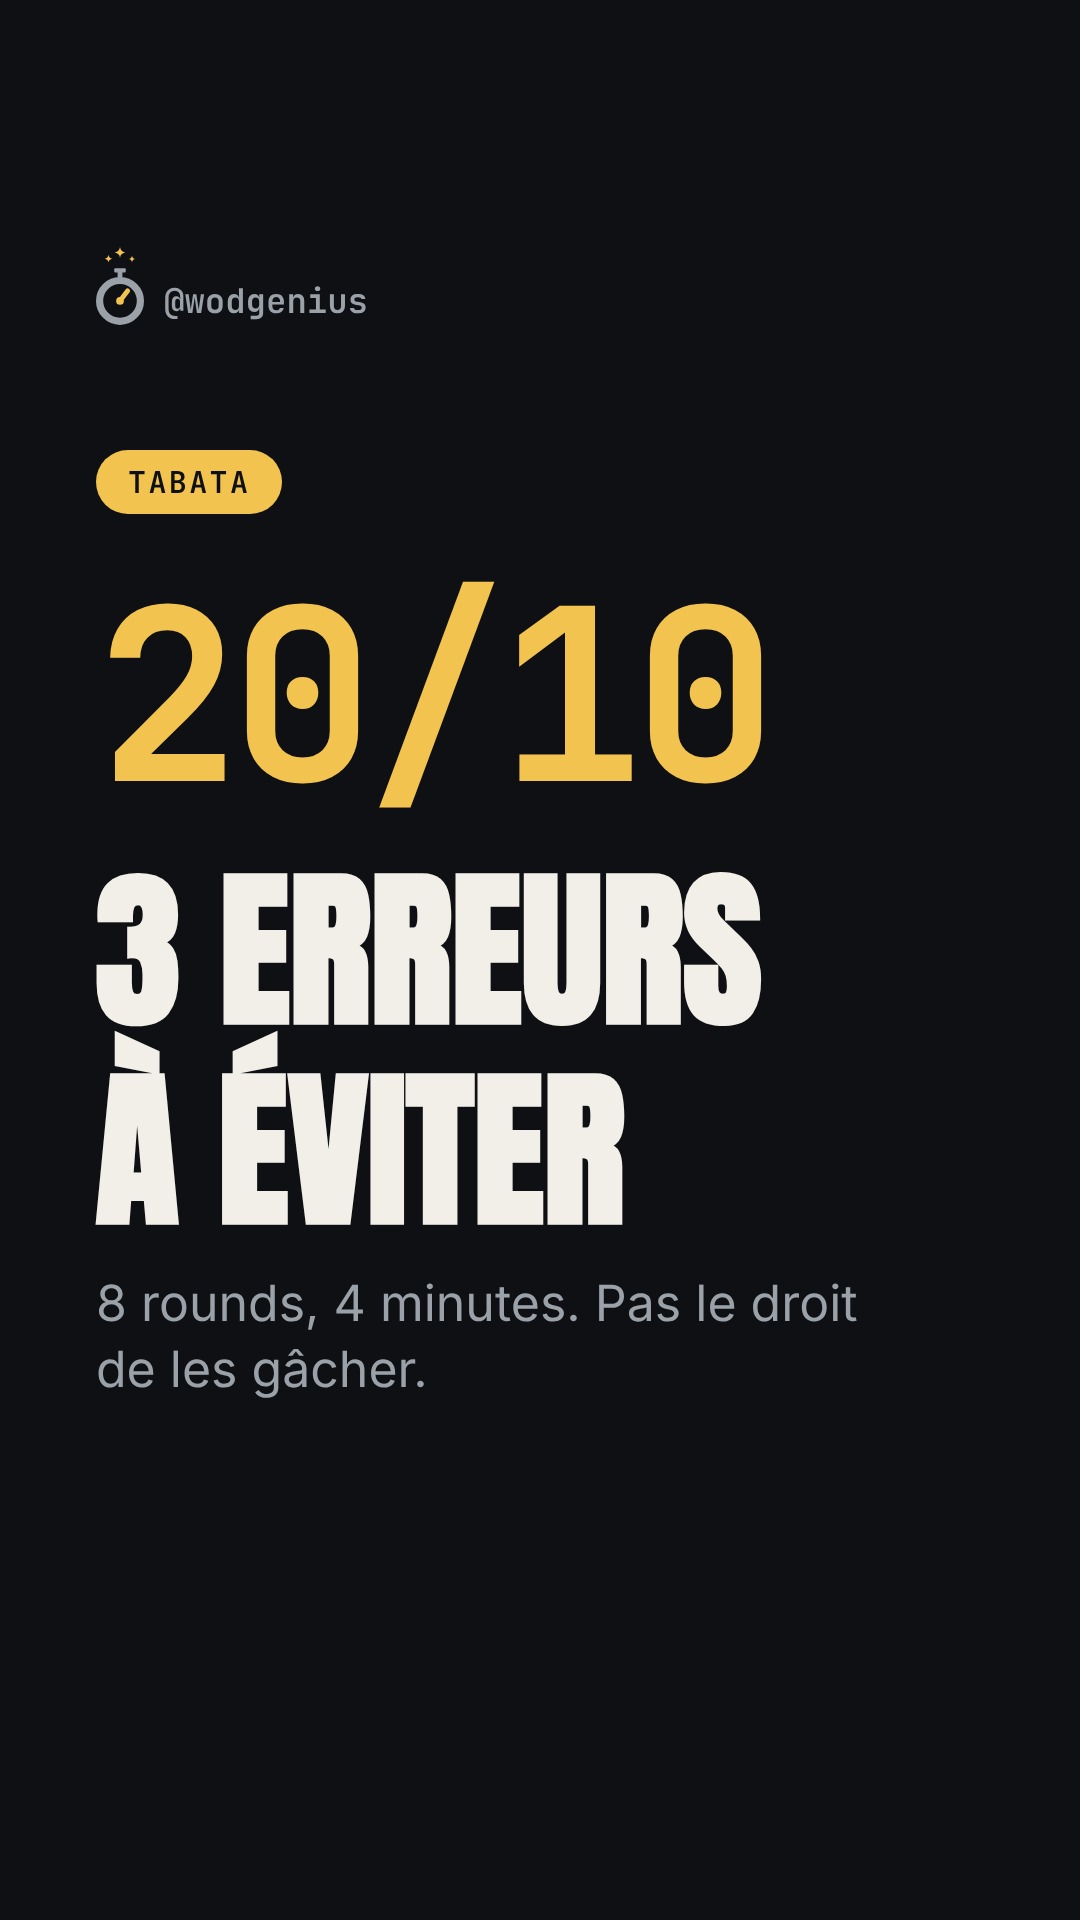 @wodgenius
TABATA
20/10
3 ERREURS
À ÉVITER
8 rounds, 4 minutes. Pas le droit
de les gâcher.